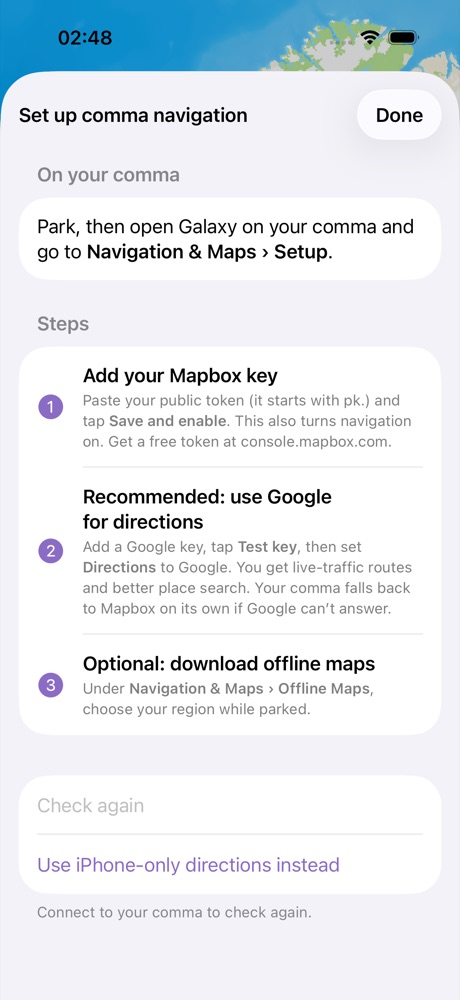 02:48
Set up comma navigation
Done
On your comma
Park, then open Galaxy on your comma and
go to Navigation & Maps › Setup.
Steps
1
Add your Mapbox key
Paste your public token (it starts with pk.) and
tap Save and enable. This also turns navigation
on. Get a free token at console.mapbox.com.
2
Recommended: use Google
for directions
Add a Google key, tap Test key, then set
Directions to Google. You get live-traffic routes
and better place search. Your comma falls back
to Mapbox on its own if Google can’t answer.
3
Optional: download offline maps
Under Navigation & Maps › Offline Maps,
choose your region while parked.
Check again
Use iPhone-only directions instead
Connect to your comma to check again.